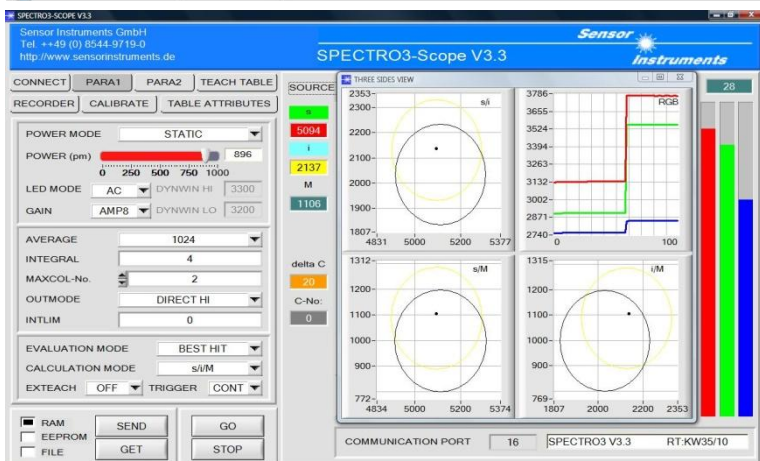 SPECTRO3-SCOPE V3.3
Sensor Instruments GmbH
Tel. ++49 (0) 8544-9719-0
http://www.sensorinstruments.de
SPECTRO3-Scope V3.3
Sensor
Instruments
CONNECT PARA1 PARA2 TEACH TABLE
RECORDER CALIBRATE TABLE ATTRIBUTES
POWER MODE STATIC
POWER (pm) 896
0 250 500 750 1000
LED MODE AC DYNWIN HI 3300
GAIN AMP8 DYNWIN LO 3200
AVERAGE 1024
INTEGRAL 4
MAXCOL-No. 2
OUTMODE DIRECT HI
INTLIM 0
EVALUATION MODE BEST HIT
CALCULATION MODE s/i/M
EXTEACH OFF TRIGGER CONT
RAM
EEPROM
FILE
SEND GO
GET STOP
SOURCE
s
5094
i
2137
M
1106
delta C
20
C-No:
0
THREE SIDES VIEW
s/i
2353
2300
2200
2100
2000
1900
1807
4831 5000 5200 5377
RGB
3786
3655
3524
3394
3263
3132
3002
2871
2740
0 100
s/M
1312
1200
1100
1000
900
772
4834 5000 5200 5374
i/M
1315
1200
1100
1000
900
769
1807 2000 2200 2353
28
COMMUNICATION PORT 16 SPECTRO3 V3.3 RT:KW35/10